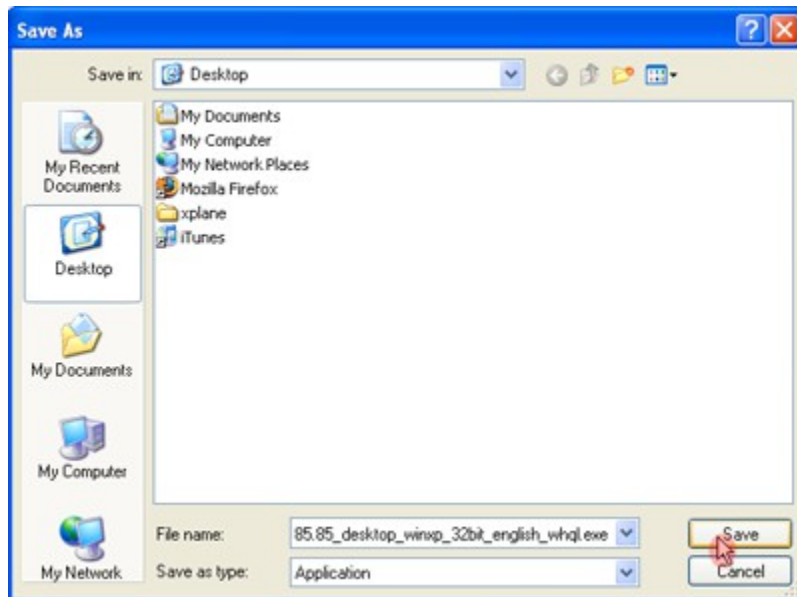 Save As
Save in: Desktop
My Recent
Documents
Desktop
My Documents
My Computer
My Network
My Documents
My Computer
My Network Places
Mozilla Firefox
xplane
iTunes
File name: 85.85_desktop_winxp_32bit_english_whql.exe Save
Save as type: Application Cancel